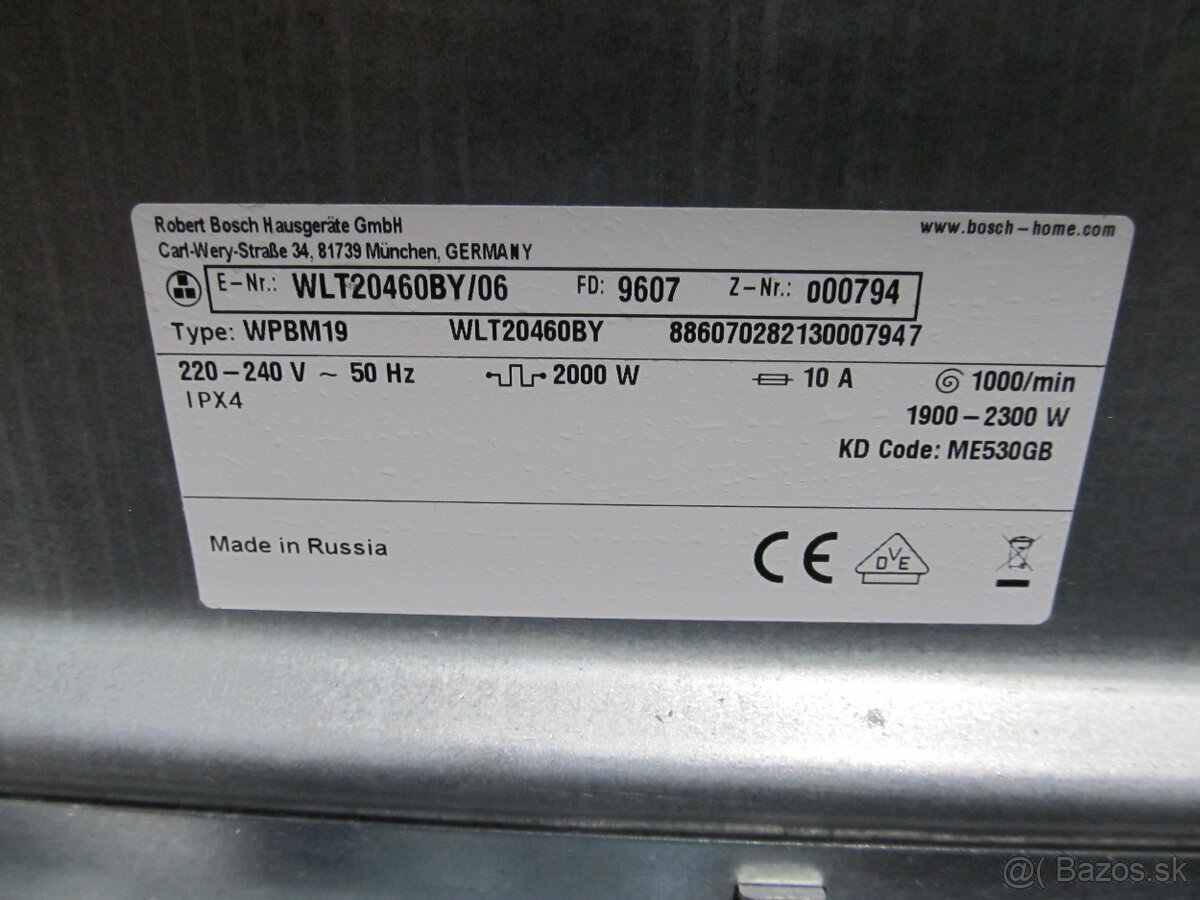 Robert Bosch Hausgeräte GmbH www.bosch-home.com
Carl-Wery-Straße 34, 81739 München, GERMANY
E-Nr.: WLT20460BY/06 FD: 9607 Z-Nr.: 000794
Type: WPBM19 WLT20460BY 886070282130007947
220-240 V ~ 50 Hz 2000 W 10 A 1000/min
IPX4
1900-2300 W
KD Code: ME530GB
Made in Russia CE DVE
@( Bazos.sk